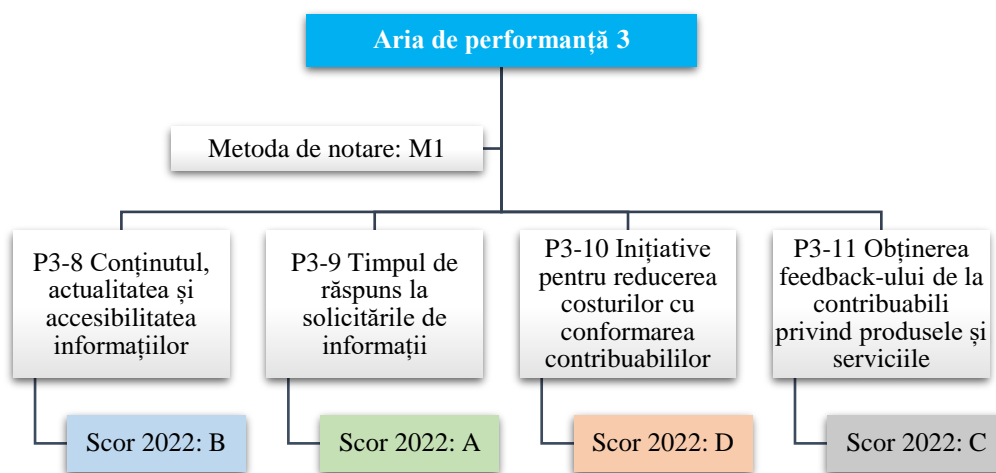 Aria de performanță 3
Metoda de notare: M1
P3-8 Conținutul,
actualitatea și
accesibilitatea
informațiilor
P3-9 Timpul de
răspuns la
solicitările de
informații
P3-10 Inițiative
pentru reducerea
costurilor cu
conformarea
contribuabililor
P3-11 Obținerea
feedback-ului de la
contribuabili
privind produsele și
serviciile
Scor 2022: B
Scor 2022: A
Scor 2022: D
Scor 2022: C